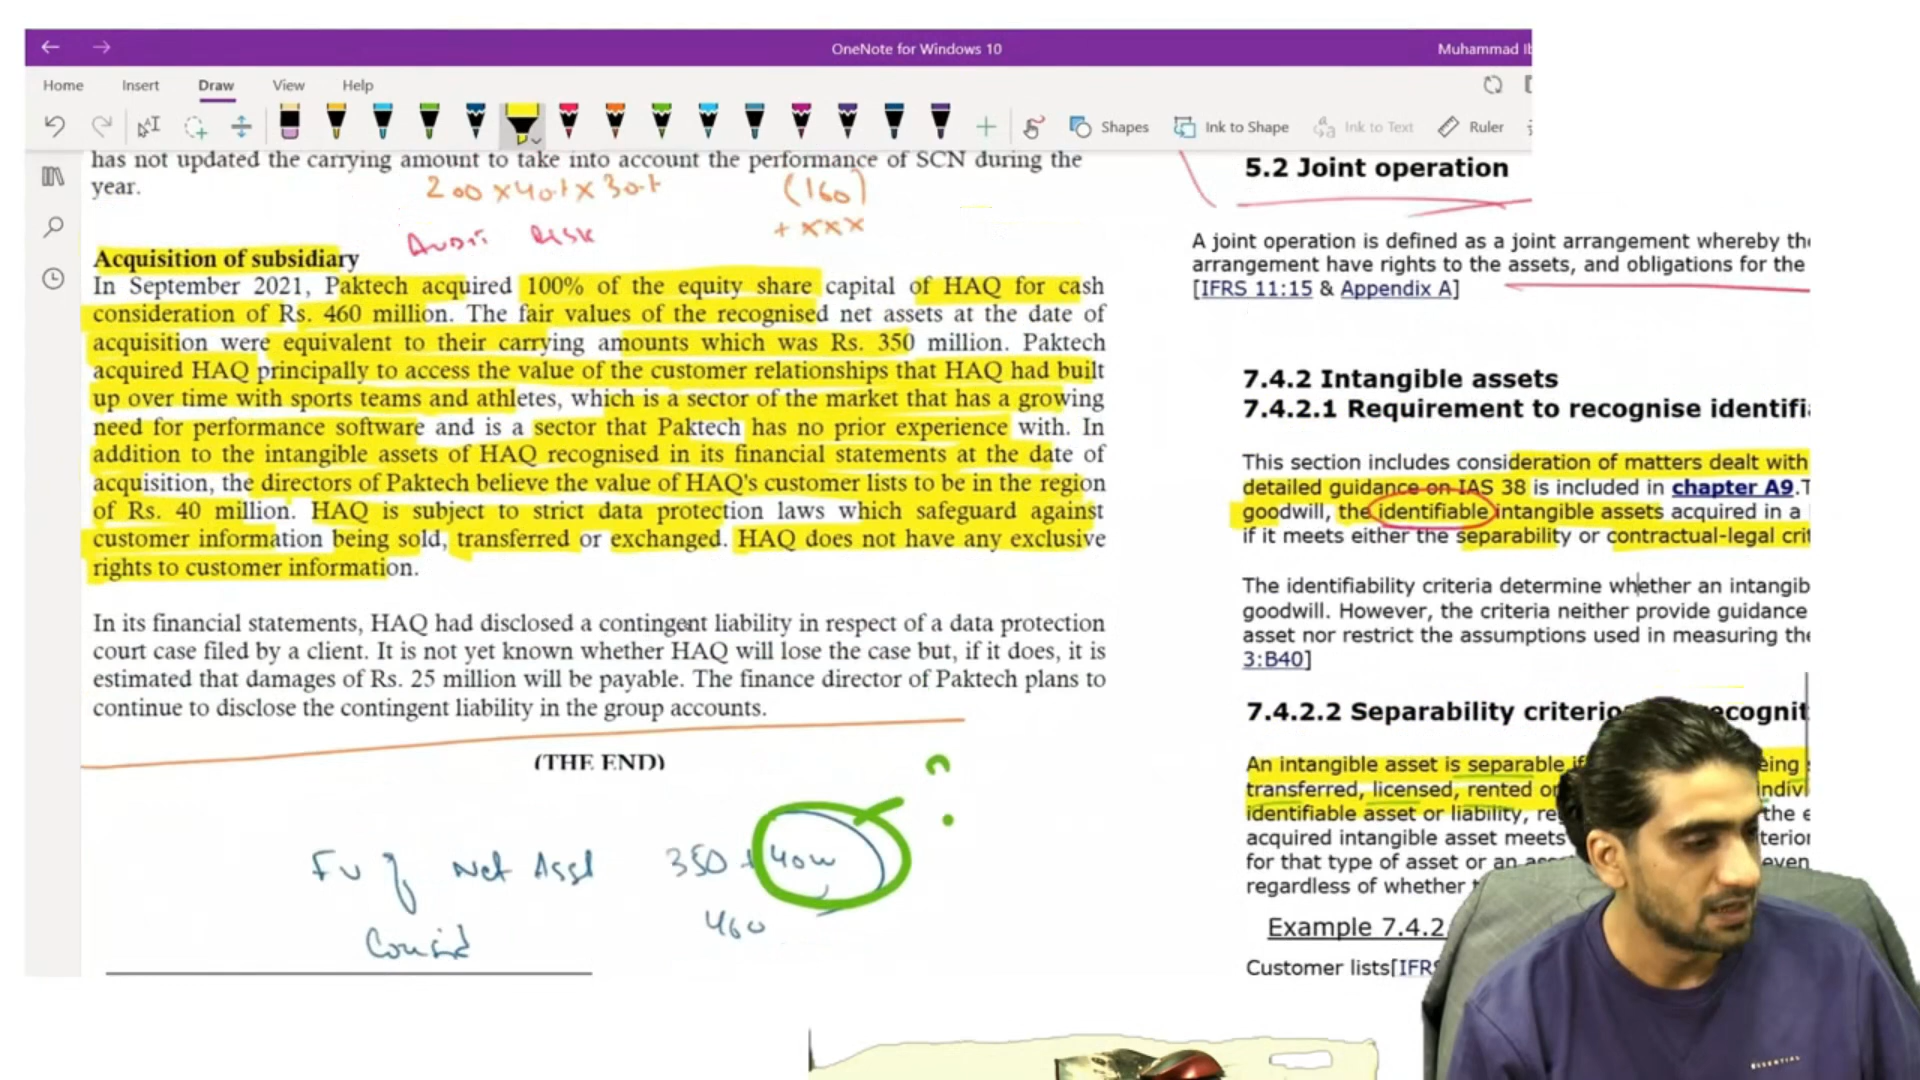 OneNote for Windows 10
Muhammad Ib
Home Insert Draw View Help
Shapes Ink to Shape Ink to Text Ruler
has not updated the carrying amount to take into account the performance of SCN during the
year.
200 x 40% x 30%
(160)
+ xxx
Audit Risk
Acquisition of subsidiary
In September 2021, Paktech acquired 100% of the equity share capital of HAQ for cash
consideration of Rs. 460 million. The fair values of the recognised net assets at the date of
acquisition were equivalent to their carrying amounts which was Rs. 350 million. Paktech
acquired HAQ principally to access the value of the customer relationships that HAQ had built
up over time with sports teams and athletes, which is a sector of the market that has a growing
need for performance software and is a sector that Paktech has no prior experience with. In
addition to the intangible assets of HAQ recognised in its financial statements at the date of
acquisition, the directors of Paktech believe the value of HAQ's customer lists to be in the region
of Rs. 40 million. HAQ is subject to strict data protection laws which safeguard against
customer information being sold, transferred or exchanged. HAQ does not have any exclusive
rights to customer information.
In its financial statements, HAQ had disclosed a contingent liability in respect of a data protection
court case filed by a client. It is not yet known whether HAQ will lose the case but, if it does, it is
estimated that damages of Rs. 25 million will be payable. The finance director of Paktech plans to
continue to disclose the contingent liability in the group accounts.
(THE END)
?
FV of Net Asst 350 + 40m
Consid 460
5.2 Joint operation
A joint operation is defined as a joint arrangement whereby the
arrangement have rights to the assets, and obligations for the
[IFRS 11:15 & Appendix A]
7.4.2 Intangible assets
7.4.2.1 Requirement to recognise identifi
This section includes consideration of matters dealt with
detailed guidance on IAS 38 is included in chapter A9.T
goodwill, the identifiable intangible assets acquired in a
if it meets either the separability or contractual-legal crit
The identifiability criteria determine whether an intangib
goodwill. However, the criteria neither provide guidance
asset nor restrict the assumptions used in measuring the
3:B40]
7.4.2.2 Separability criterio recognit
An intangible asset is separable if eing
transferred, licensed, rented or indivi
identifiable asset or liability, re the e
acquired intangible asset meets terior
for that type of asset or an ass even
regardless of whether
Example 7.4.2
Customer lists[IFRS
ESSENTIAL